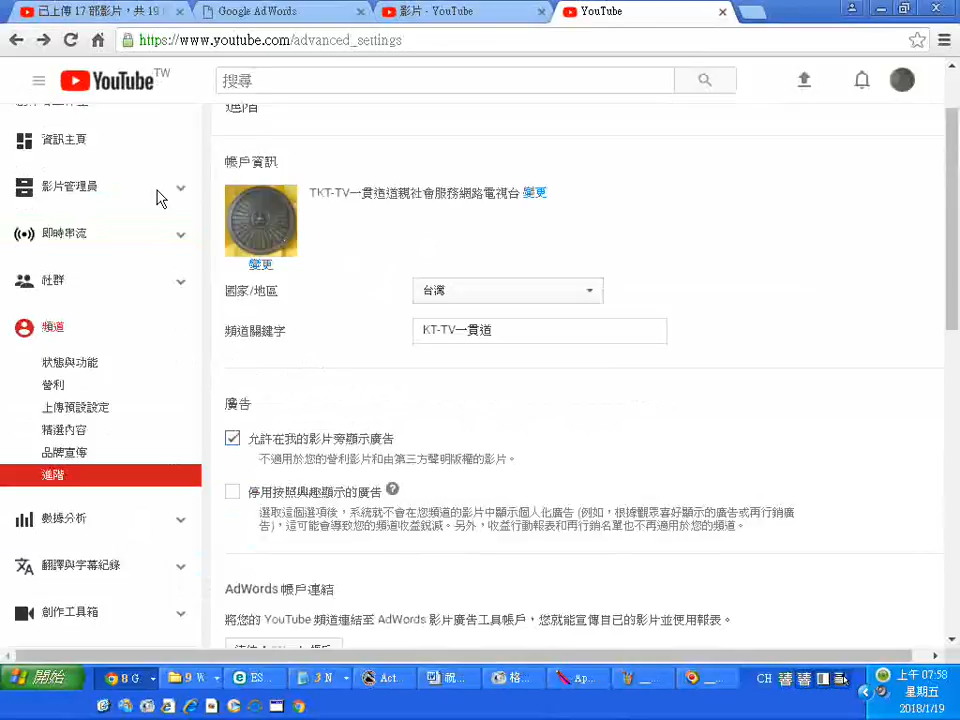 已上傳 17 部影片，共 19
Google AdWords
影片 - YouTube
YouTube
https://www.youtube.com/advanced_settings
YouTube TW
搜尋
資訊主頁
影片管理員
即時串流
社群
頻道
狀態與功能
營利
上傳預設設定
精選內容
品牌宣傳
進階
數據分析
翻譯與字幕紀錄
創作工具箱
進階
帳戶資訊
TKT-TV一貫道道親社會服務網路電視台 變更
變更
國家/地區
台灣
頻道關鍵字
KT-TV一貫道
廣告
允許在我的影片旁顯示廣告
不適用於您的營利影片和由第三方聲明版權的影片。
停用按照興趣顯示的廣告
選取這個選項後，系統就不會在您頻道的影片中顯示個人化廣告 (例如，根據觀眾喜好顯示的廣告或再行銷廣
告)，這可能會導致您的頻道收益銳減。另外，收益行動報表和再行銷名單也不再適用於您的頻道。
AdWords 帳戶連結
將您的 YouTube 頻道連結至 AdWords 影片廣告工具帳戶，您就能宣傳自己的影片並使用報表。
開始
8 G
9 W
ES...
3 N
Act...
祝...
格...
Ap...
CH
上午 07:58
星期五
2018/1/19